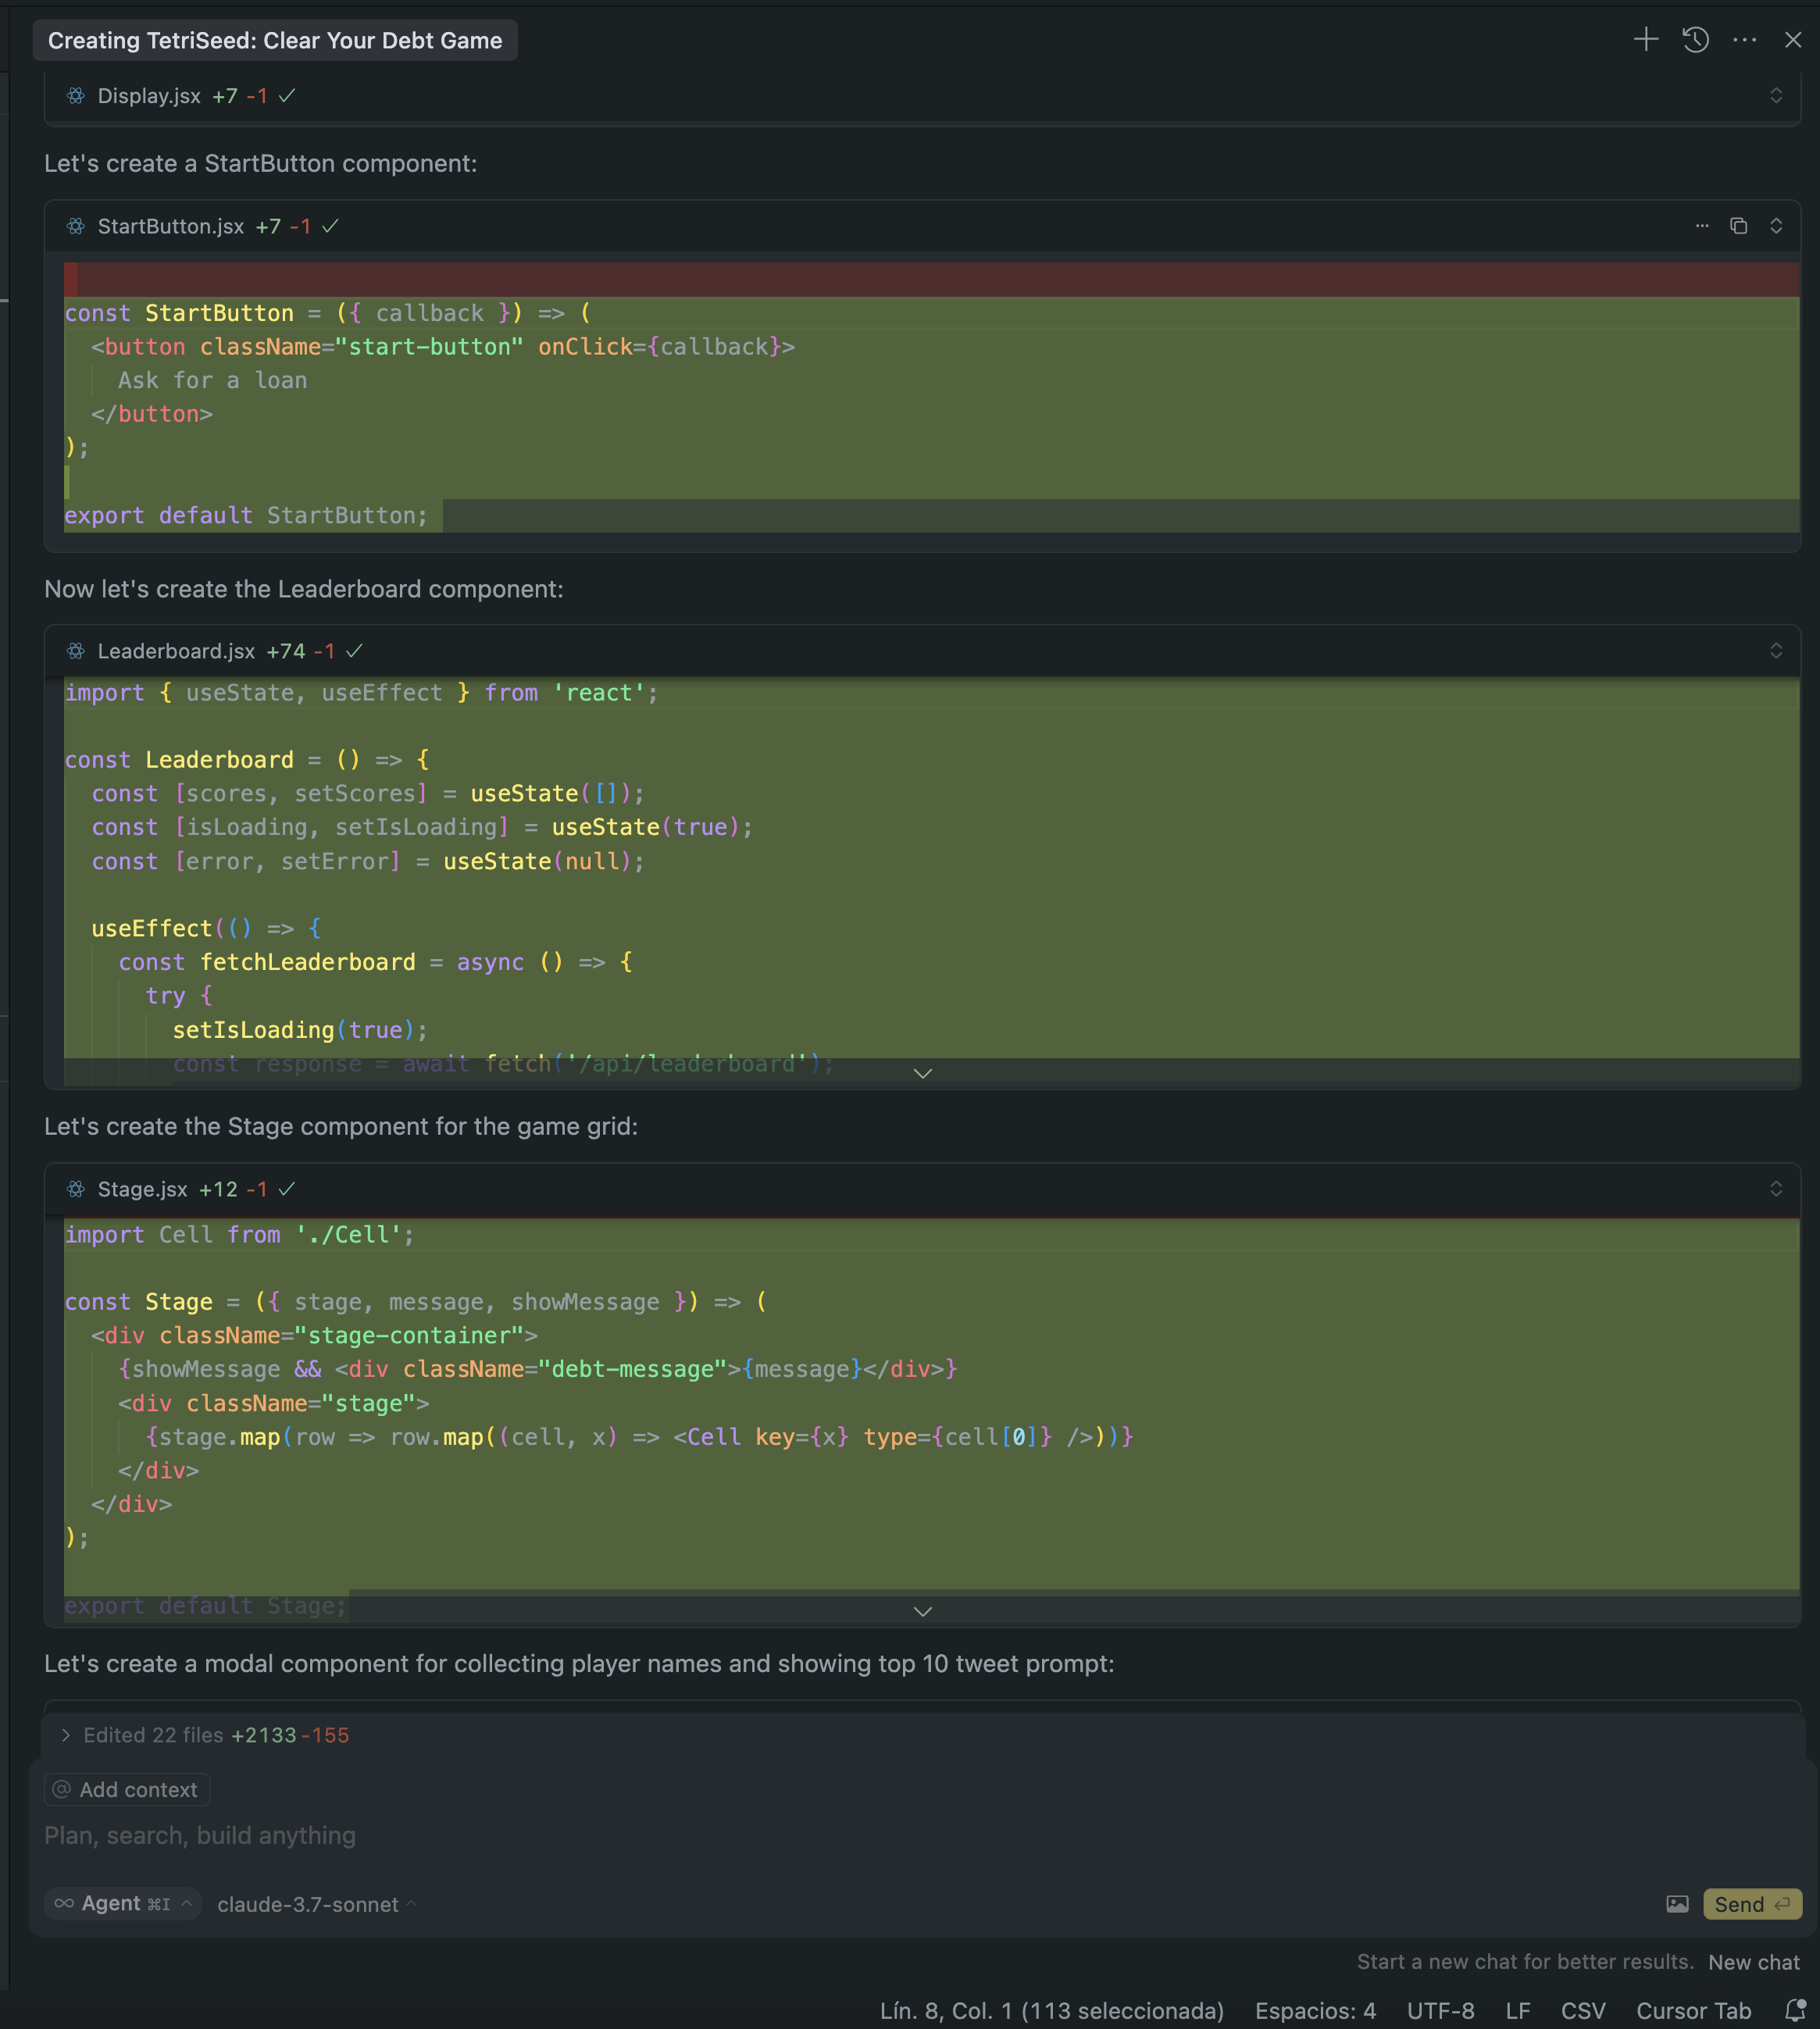 Creating TetriSeed: Clear Your Debt Game
Display.jsx +7 -1
Let's create a StartButton component:
StartButton.jsx +7 -1
const StartButton = ({ callback }) => (
  <button className="start-button" onClick={callback}>
    Ask for a loan
  </button>
);
export default StartButton;
Now let's create the Leaderboard component:
Leaderboard.jsx +74 -1
import { useState, useEffect } from 'react';
const Leaderboard = () => {
  const [scores, setScores] = useState([]);
  const [isLoading, setIsLoading] = useState(true);
  const [error, setError] = useState(null);
  useEffect(() => {
    const fetchLeaderboard = async () => {
      try {
        setIsLoading(true);
        const response = await fetch('/api/leaderboard');
Let's create the Stage component for the game grid:
Stage.jsx +12 -1
import Cell from './Cell';
const Stage = ({ stage, message, showMessage }) => (
  <div className="stage-container">
    {showMessage && <div className="debt-message">{message}</div>}
    <div className="stage">
      {stage.map(row => row.map((cell, x) => <Cell key={x} type={cell[0]} />))}
    </div>
  </div>
);
export default Stage;
Let's create a modal component for collecting player names and showing top 10 tweet prompt:
Edited 22 files +2133 -155
@ Add context
Plan, search, build anything
Agent ⌘I claude-3.7-sonnet Send
Start a new chat for better results. New chat
Lín. 8, Col. 1 (113 seleccionada) Espacios: 4 UTF-8 LF CSV Cursor Tab